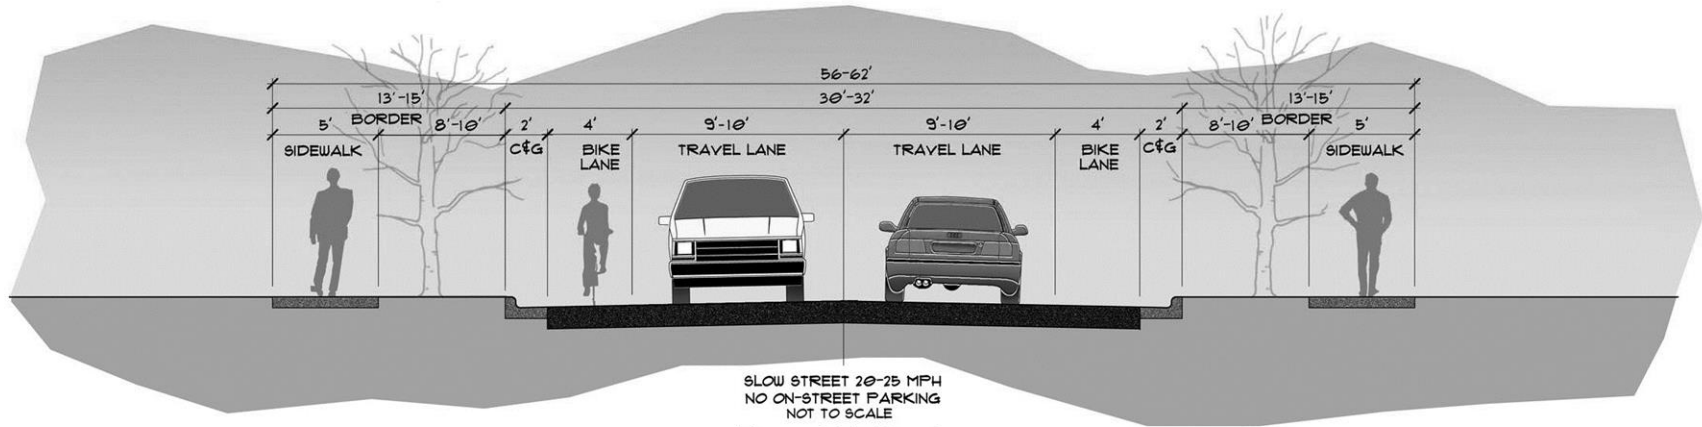 56-62'
13'-15' 30'-32' 13'-15'
BORDER BORDER
5' 8'-10' 2' 4' 9'-10' 9'-10' 4' 2' 8'-10' 5'
SIDEWALK C&G BIKE LANE TRAVEL LANE TRAVEL LANE BIKE LANE C&G SIDEWALK
SLOW STREET 20-25 MPH
NO ON-STREET PARKING
NOT TO SCALE